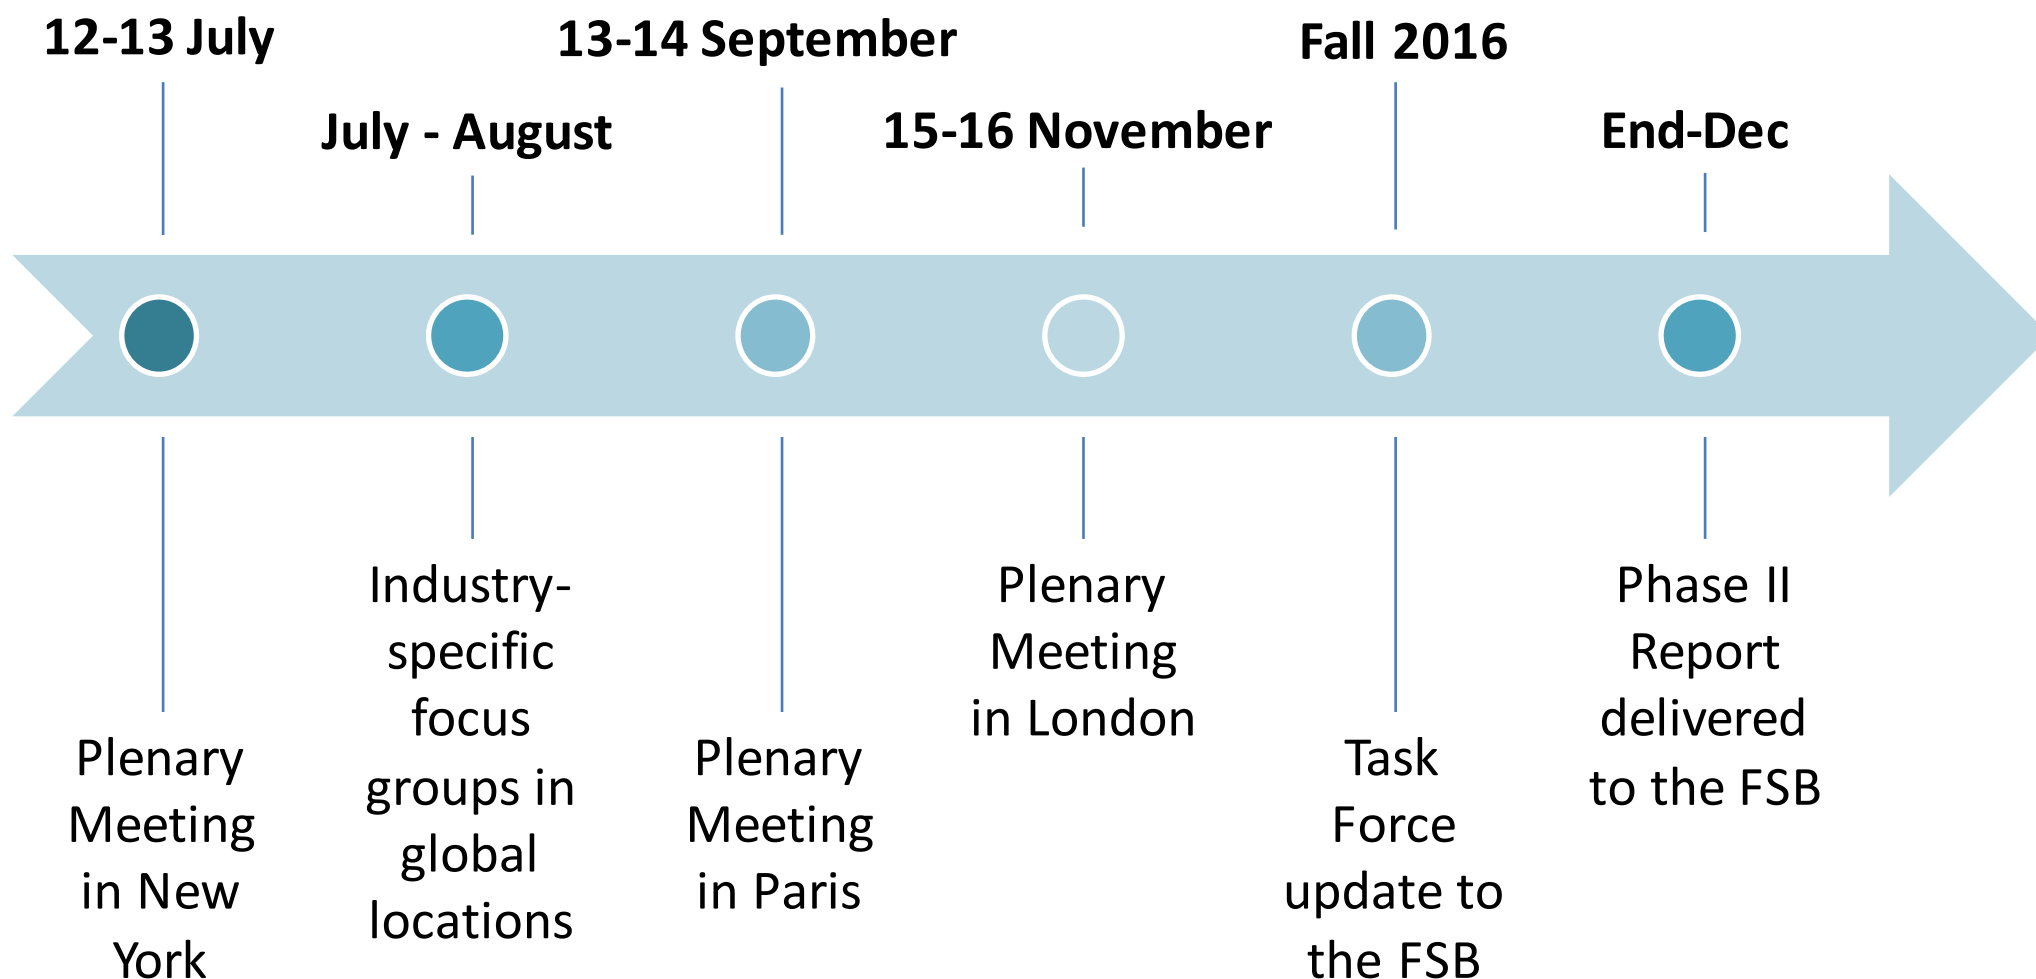 12-13 July
13-14 September
Fall 2016
July - August
15-16 November
End-Dec
Plenary
Meeting
in New
York
Industry-
specific
focus
groups in
global
locations
Plenary
Meeting
in Paris
Plenary
Meeting
in London
Task
Force
update to
the FSB
Phase II
Report
delivered
to the FSB